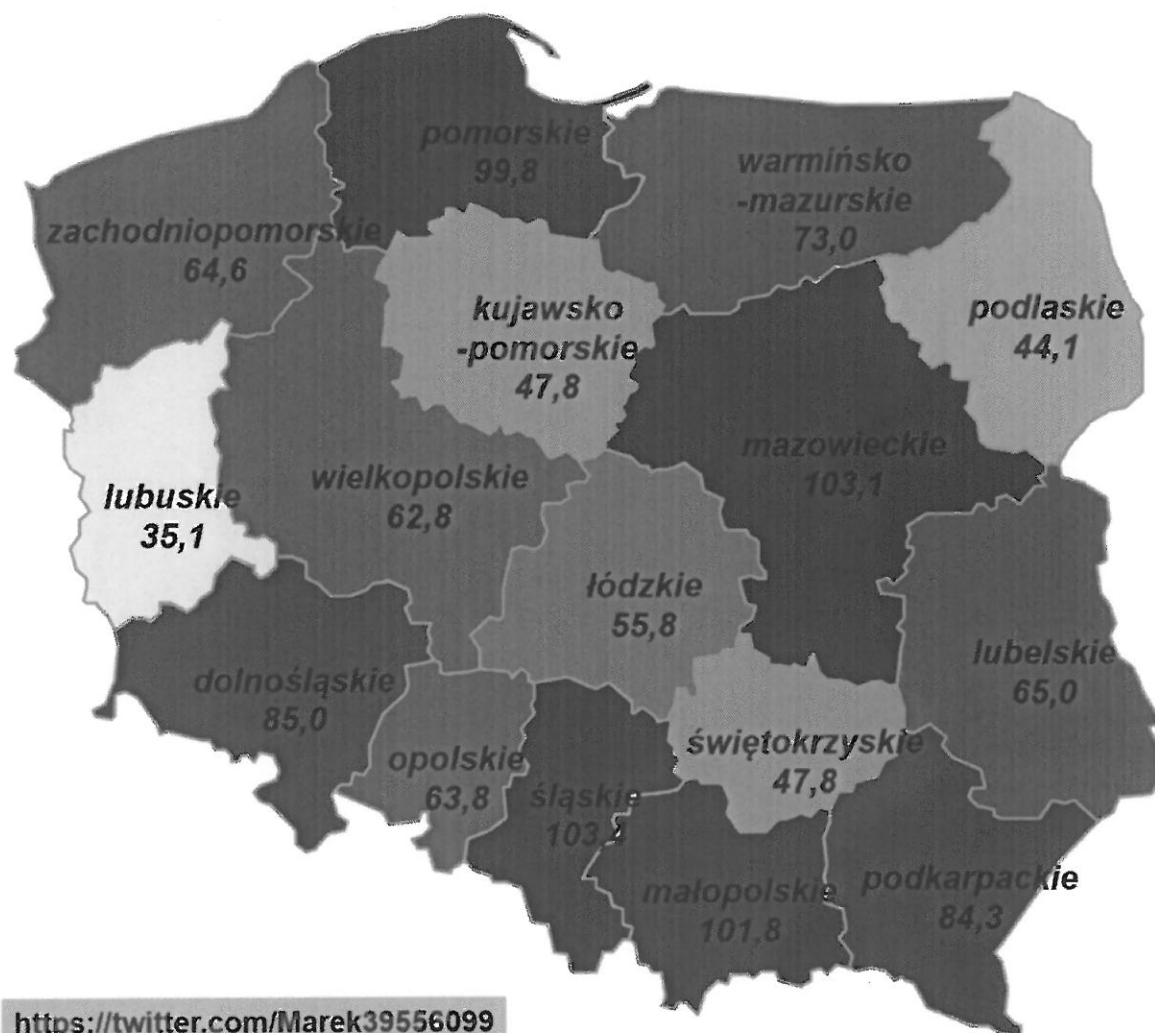 pomorskie
99,8
warmińsko
-mazurskie
73,0
zachodniopomorskie
64,6
kujawsko
-pomorskie
47,8
podlaskie
44,1
mazowieckie
103,1
lubuskie
35,1
wielkopolskie
62,8
łódzkie
55,8
lubelskie
65,0
dolnośląskie
85,0
opolskie
63,8
śląskie
103,4
świętokrzyskie
47,8
małopolskie
101,8
podkarpackie
84,3
https://twitter.com/Marek39556099